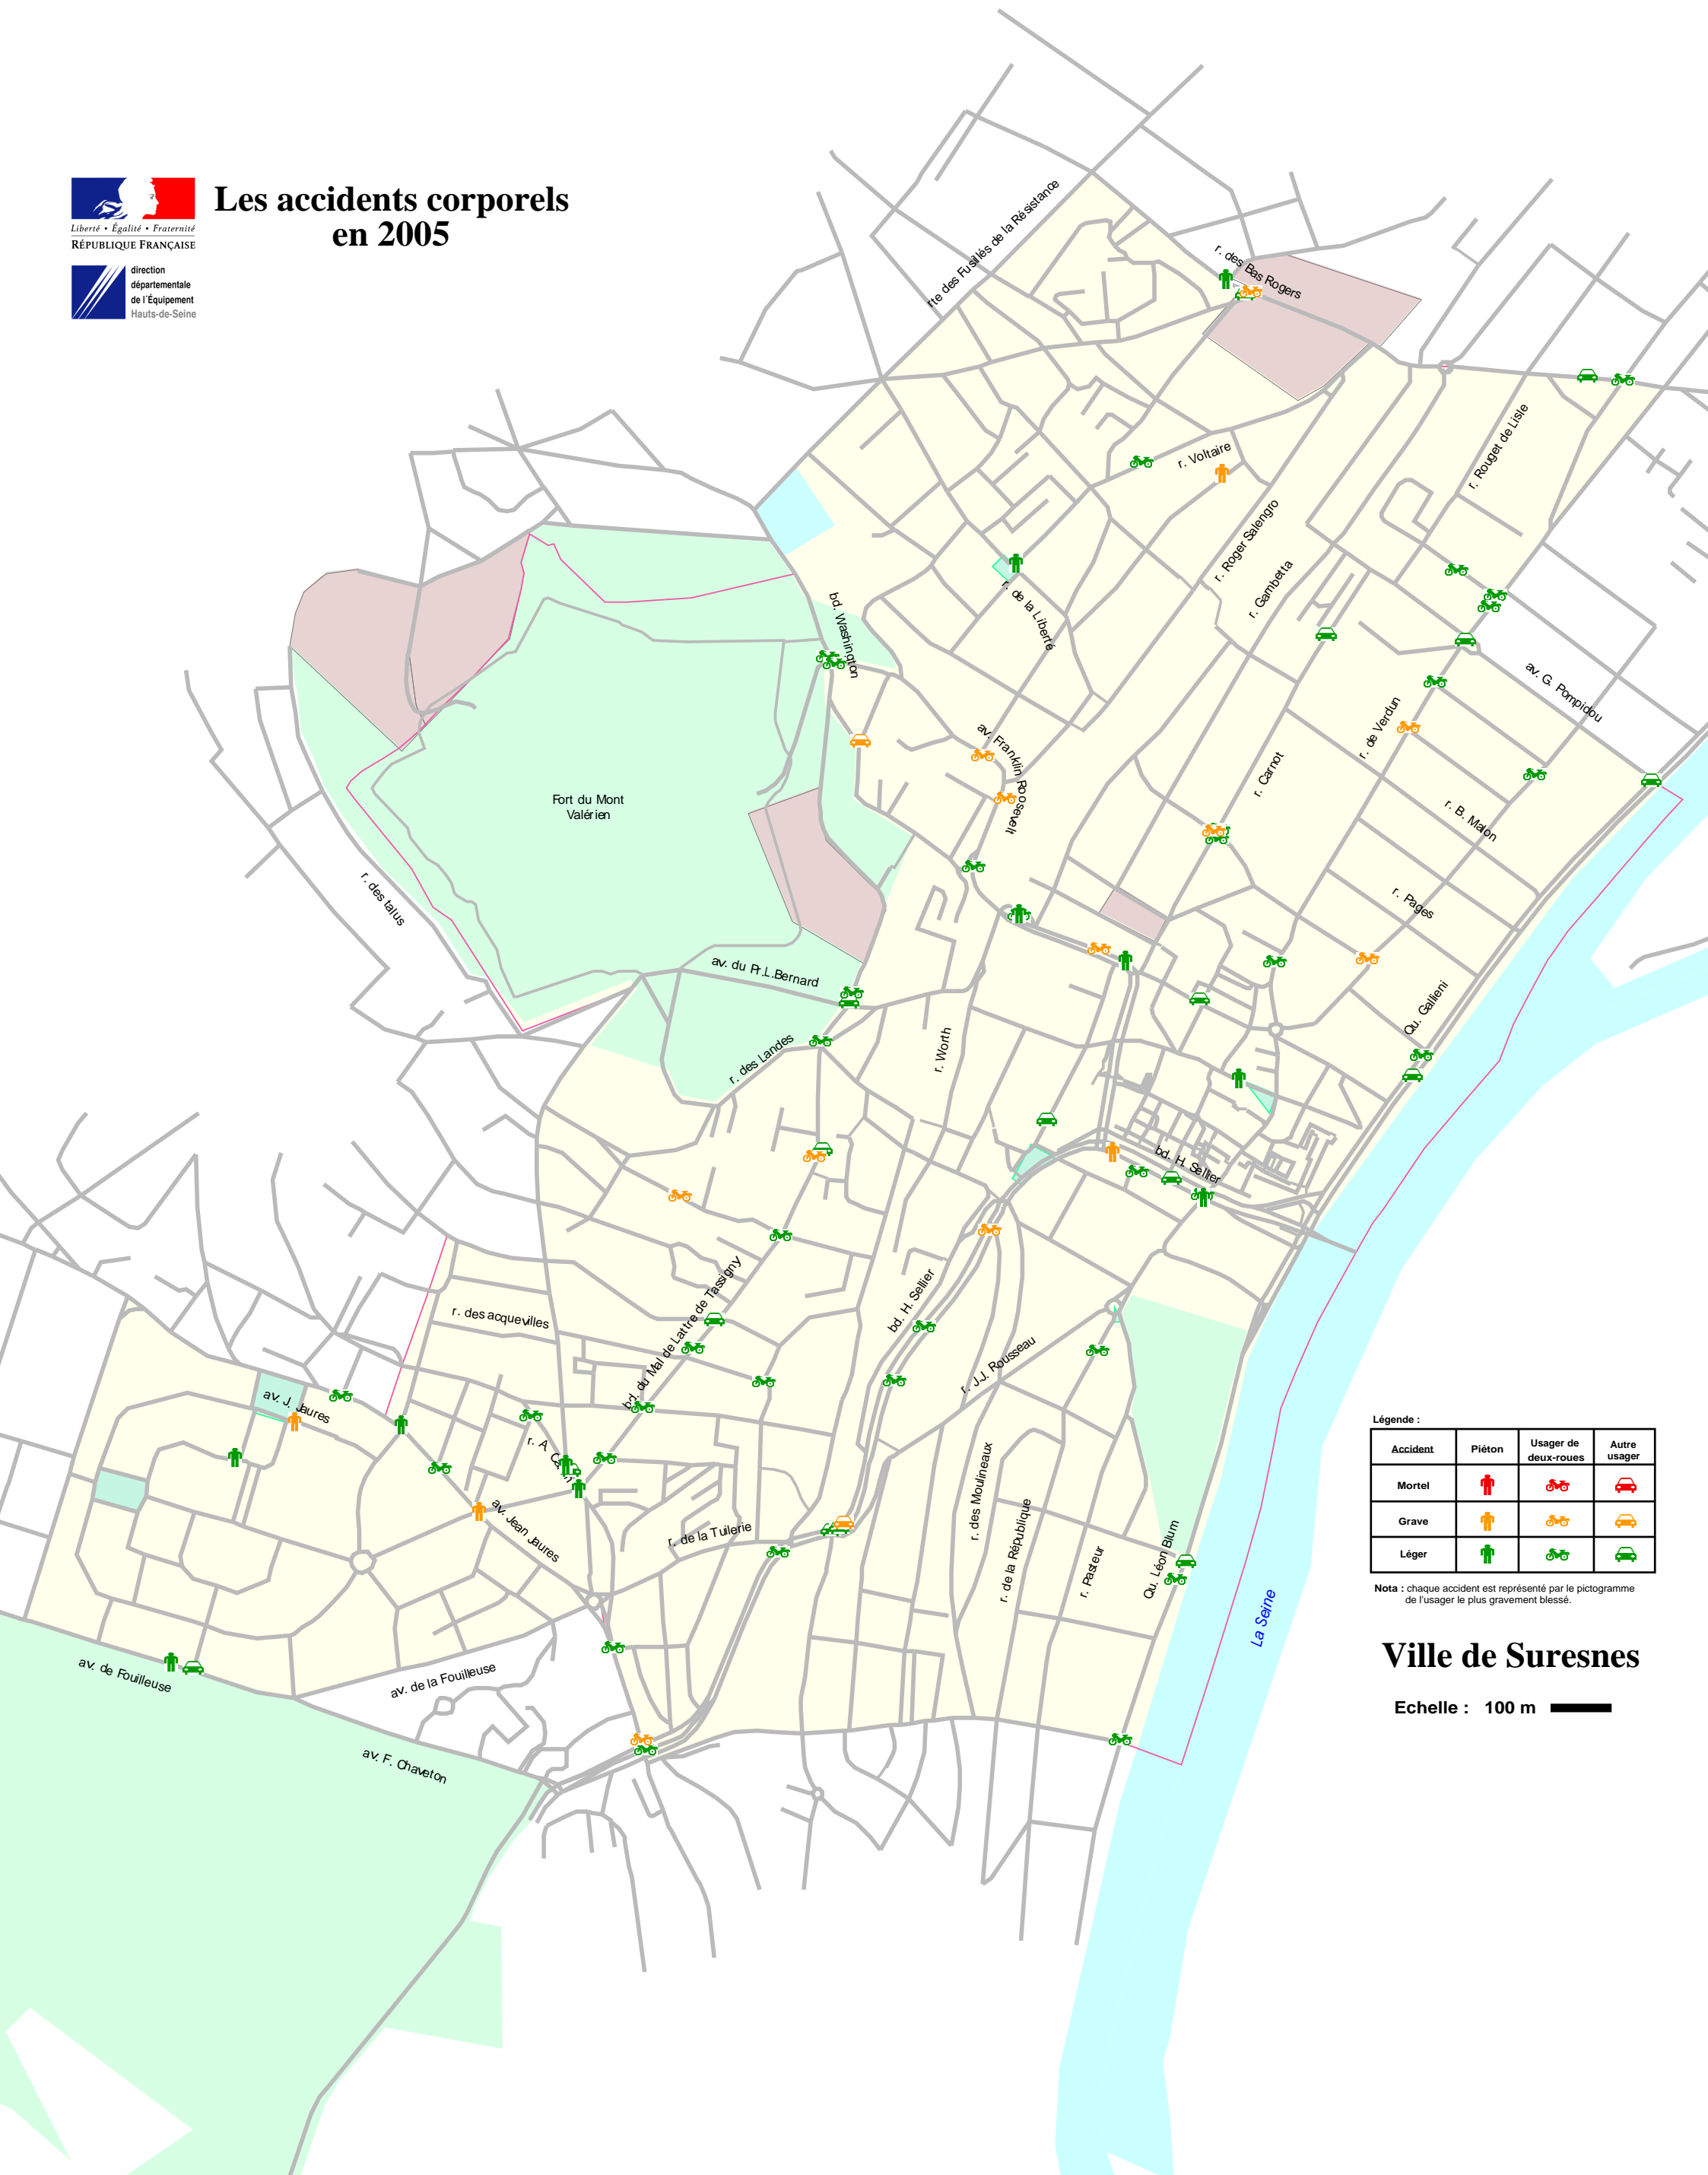 Les accidents corporels
en 2005
Liberté • Égalité • Fraternité
RÉPUBLIQUE FRANÇAISE
direction
départementale
de l'Équipement
Hauts-de-Seine
rte des Fusillés de la Résistance
r. des Bas Rogers
r. Voltaire
r. Rouget de Lisle
r. Roger Salengro
r. Gambetta
r. de la Liberté
bd. Washington
av. G. Pompidou
av. Franklin Roosevelt
r. de Verdun
r. Carnot
Fort du Mont
Valérien
r. B. Malon
r. des talus
r. Pages
av. du Pr.L.Bernard
Qu. Gallieni
r. des Landes
r. Worth
bd. H. Sellier
bd. du Mal de Lattre de Tassigny
bd. H. Sellier
r. des acquevilles
r. J.J. Rousseau
av. J. Jaures
r. A.
av. Jean Jaures
r. de la Tuilerie
r. des Moulineaux
r. de la République
r. Pasteur
Qu. Léon Blum
La Seine
av. de Fouilleuse
av. de la Fouilleuse
av. F. Chaveton
Légende :
Accident Piéton Usager de deux-roues Autre usager
Mortel
Grave
Léger
Nota : chaque accident est représenté par le pictogramme
de l'usager le plus gravement blessé.
Ville de Suresnes
Echelle : 100 m